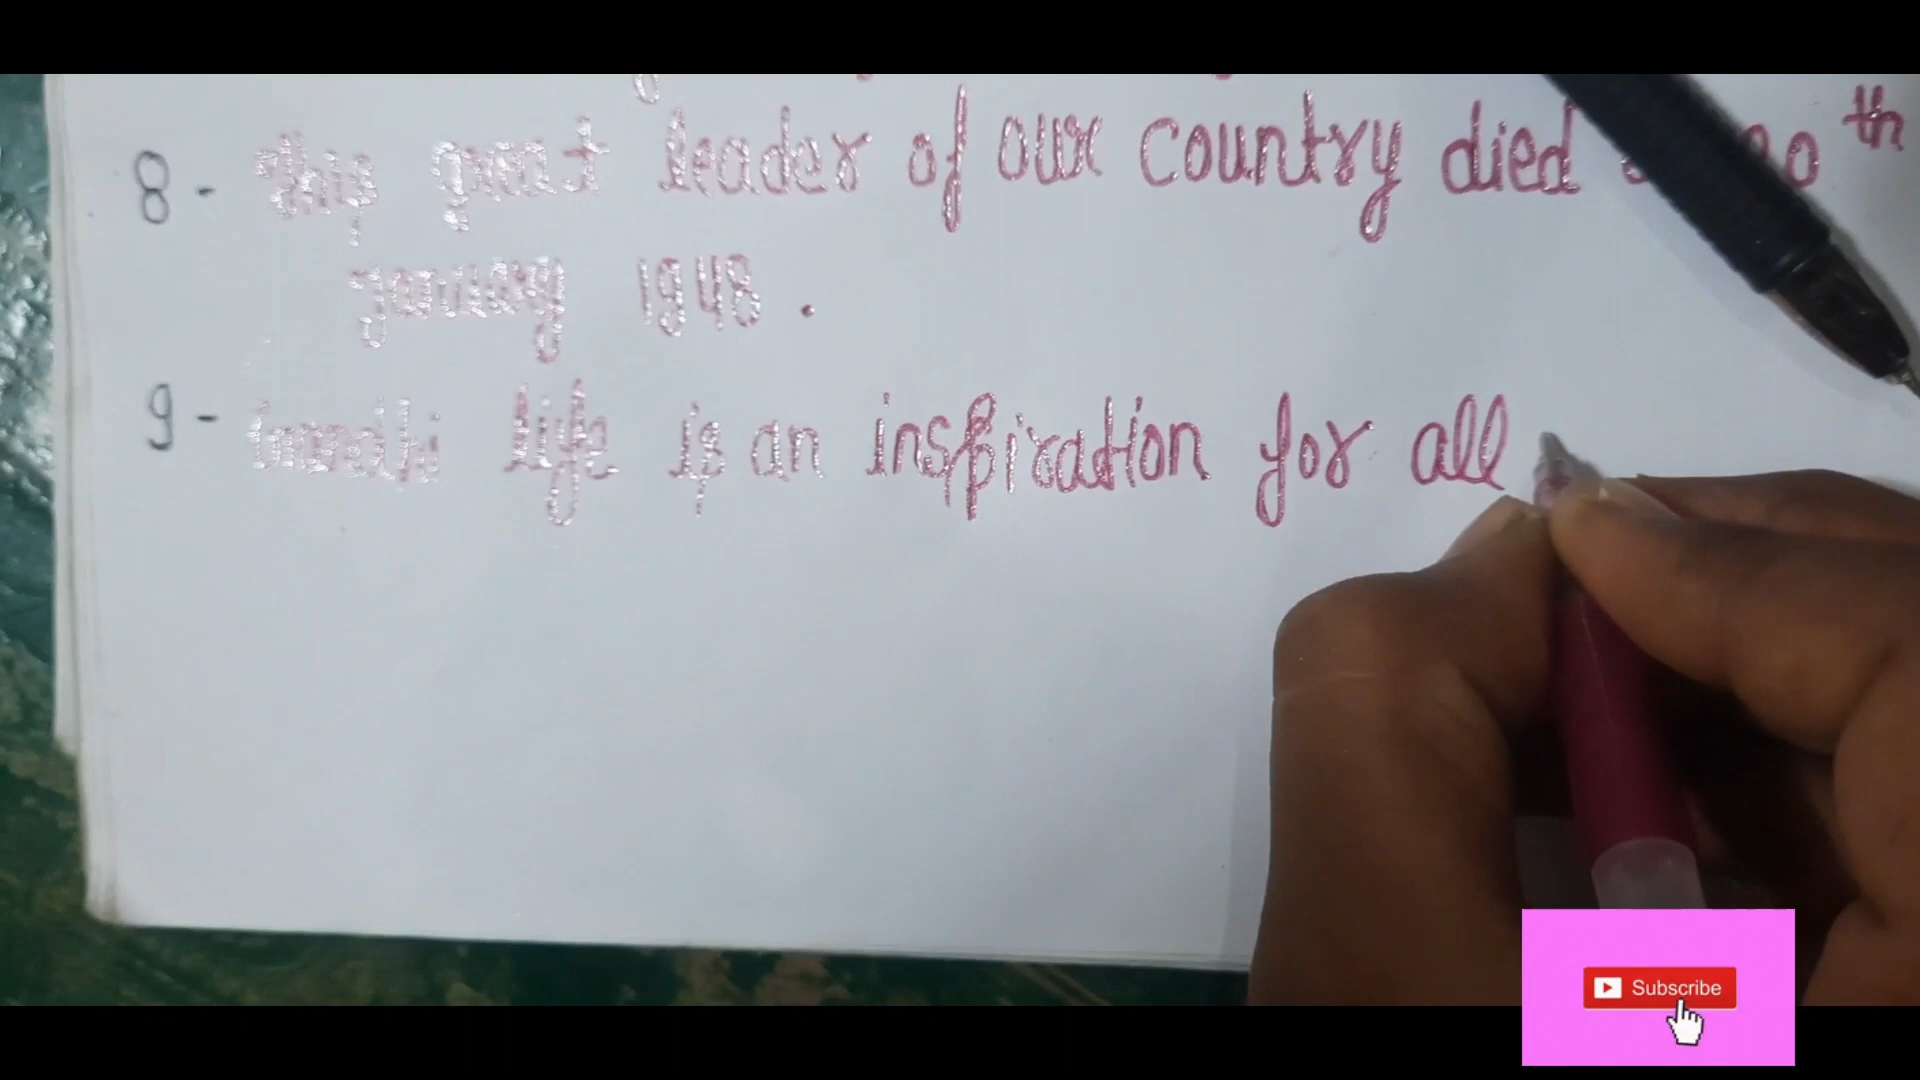 8 - This great leader of our country died 30th
january 1948 .
9 - Gandhi life is an inspiration for all
Subscribe